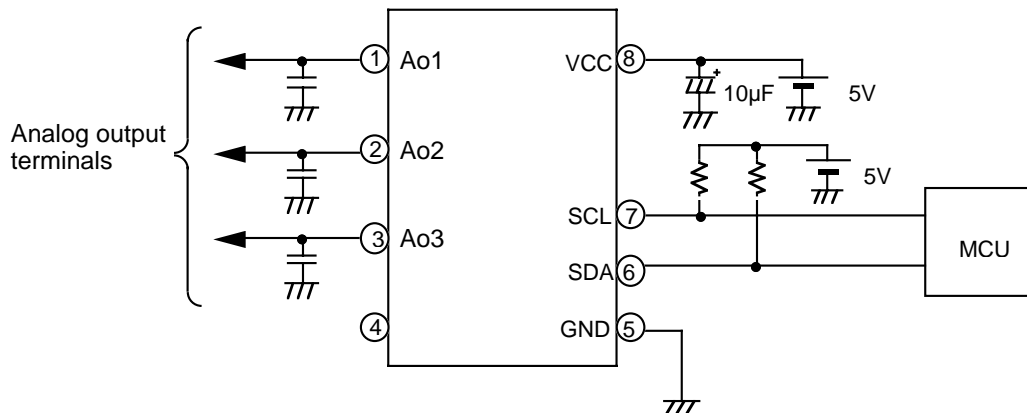 Analog output
terminals
1 Ao1
2 Ao2
3 Ao3
4
VCC 8
10µF
5V
5V
SCL 7
SDA 6
GND 5
MCU
+